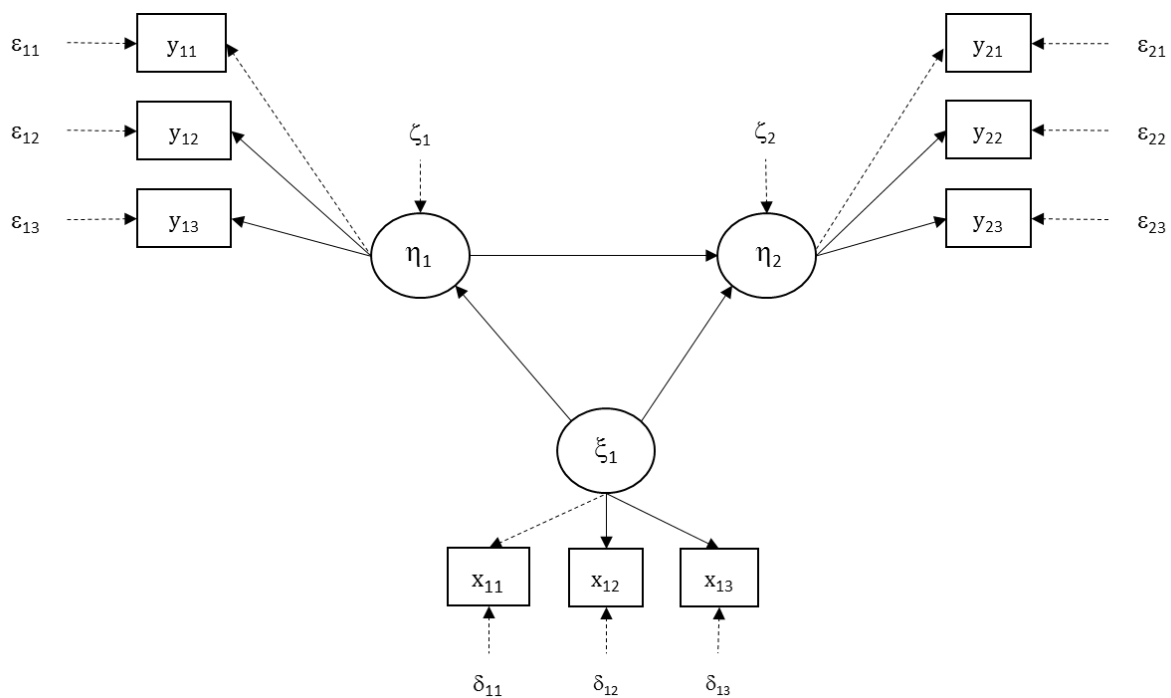 ε₁₁ y₁₁ y₂₁ ε₂₁
ε₁₂ y₁₂ ζ₁ ζ₂ y₂₂ ε₂₂
ε₁₃ y₁₃ y₂₃ ε₂₃
η₁ η₂
ξ₁
x₁₁ x₁₂ x₁₃
δ₁₁ δ₁₂ δ₁₃